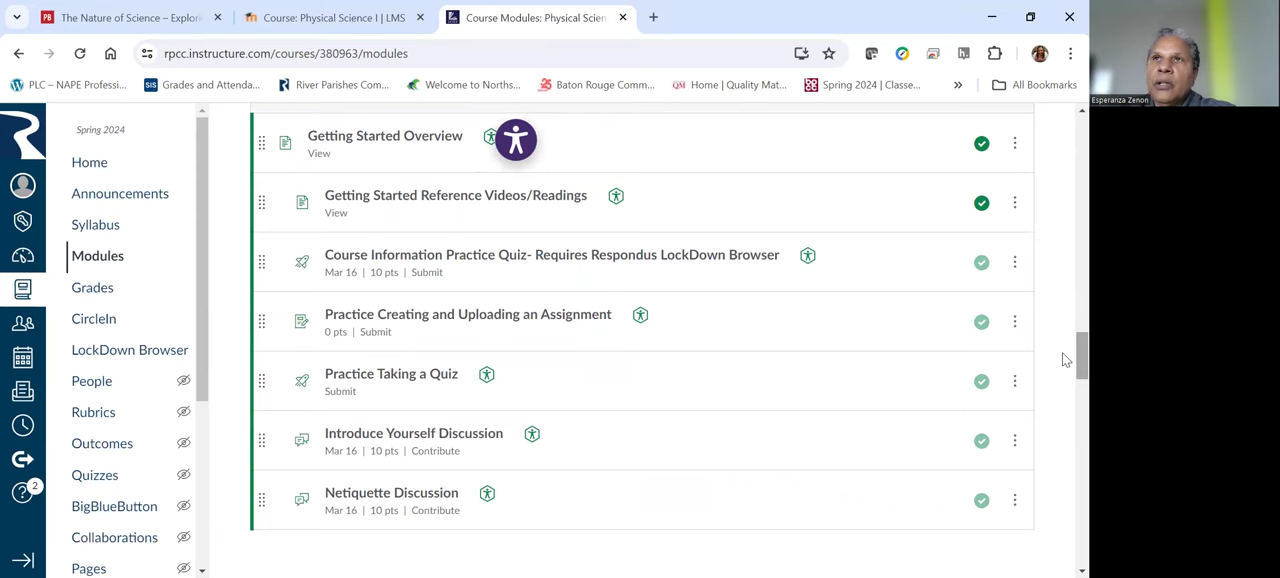 The Nature of Science – Explori
Course: Physical Science I | LMS
Course Modules: Physical Scien
rpcc.instructure.com/courses/380963/modules
PLC – NAPE Professi...
Grades and Attenda...
River Parishes Com...
Welcome to Norths...
Baton Rouge Comm...
Home | Quality Mat...
Spring 2024 | Classe...
All Bookmarks
Esperanza Zenon
Spring 2024
Home
Announcements
Syllabus
Modules
Grades
CircleIn
LockDown Browser
People
Rubrics
Outcomes
Quizzes
BigBlueButton
Collaborations
Pages
2
Getting Started Overview
View
Getting Started Reference Videos/Readings
View
Course Information Practice Quiz- Requires Respondus LockDown Browser
Mar 16 | 10 pts | Submit
Practice Creating and Uploading an Assignment
0 pts | Submit
Practice Taking a Quiz
Submit
Introduce Yourself Discussion
Mar 16 | 10 pts | Contribute
Netiquette Discussion
Mar 16 | 10 pts | Contribute